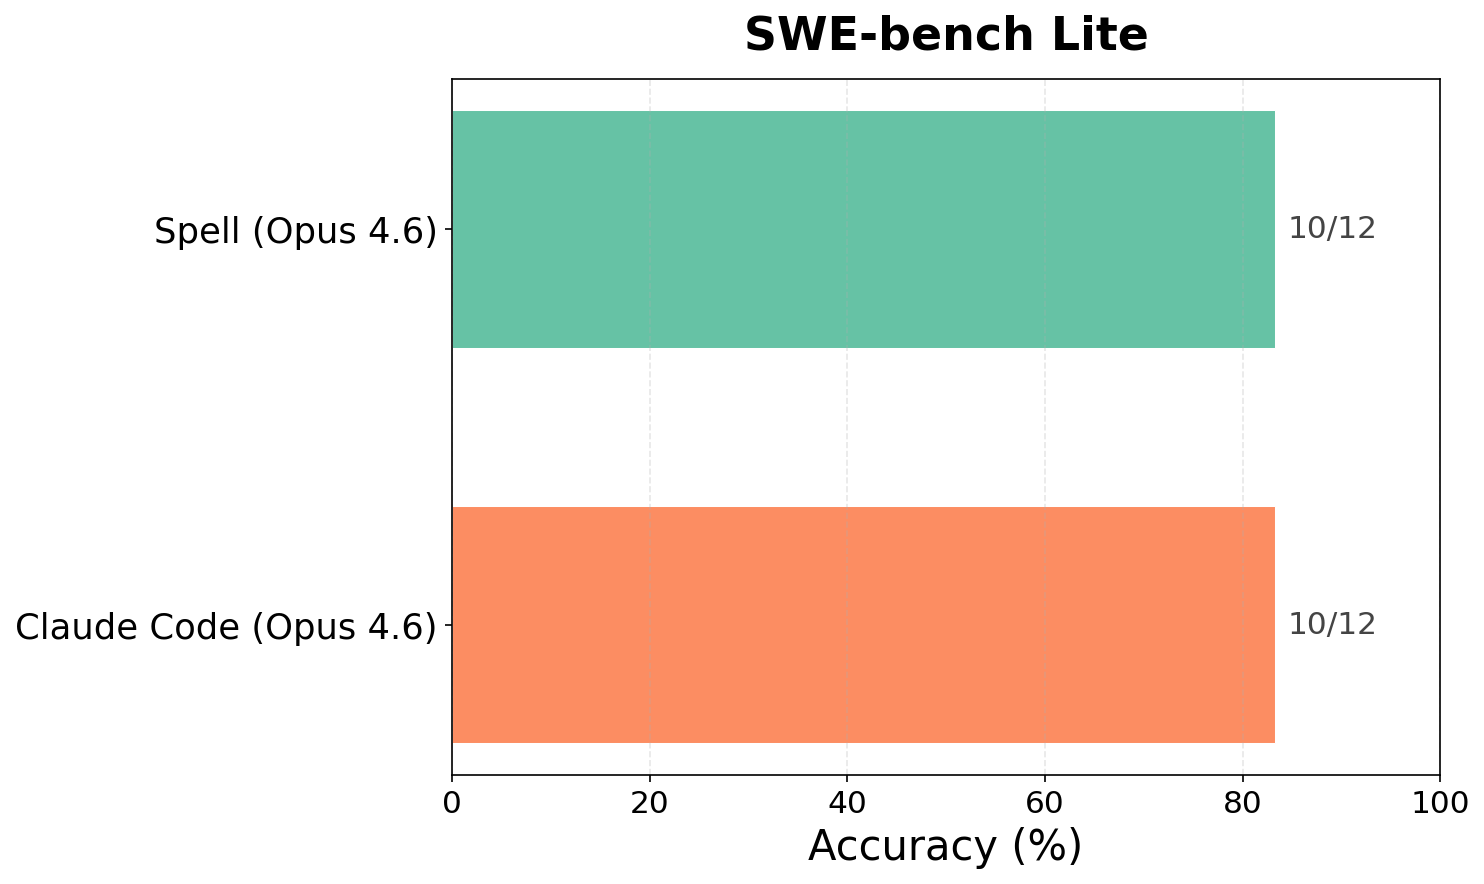 SWE-bench Lite
Spell (Opus 4.6)
10/12
Claude Code (Opus 4.6)
10/12
0 20 40 60 80 100
Accuracy (%)